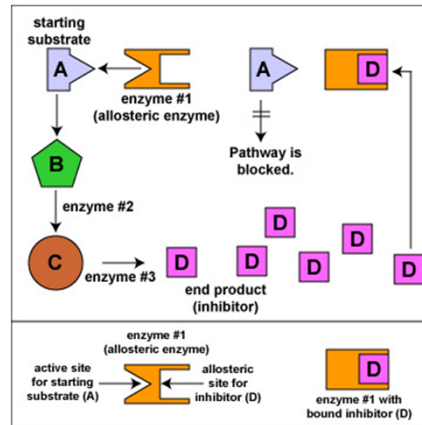 starting
substrate
A
enzyme #1
(allosteric enzyme)
A
D
Pathway is
blocked.
B
enzyme #2
C
enzyme #3
D
D
D
D
D
D
end product
(inhibitor)
enzyme #1
(allosteric enzyme)
active site
for starting
substrate (A)
allosteric
site for
inhibitor (D)
D
enzyme #1 with
bound inhibitor (D)